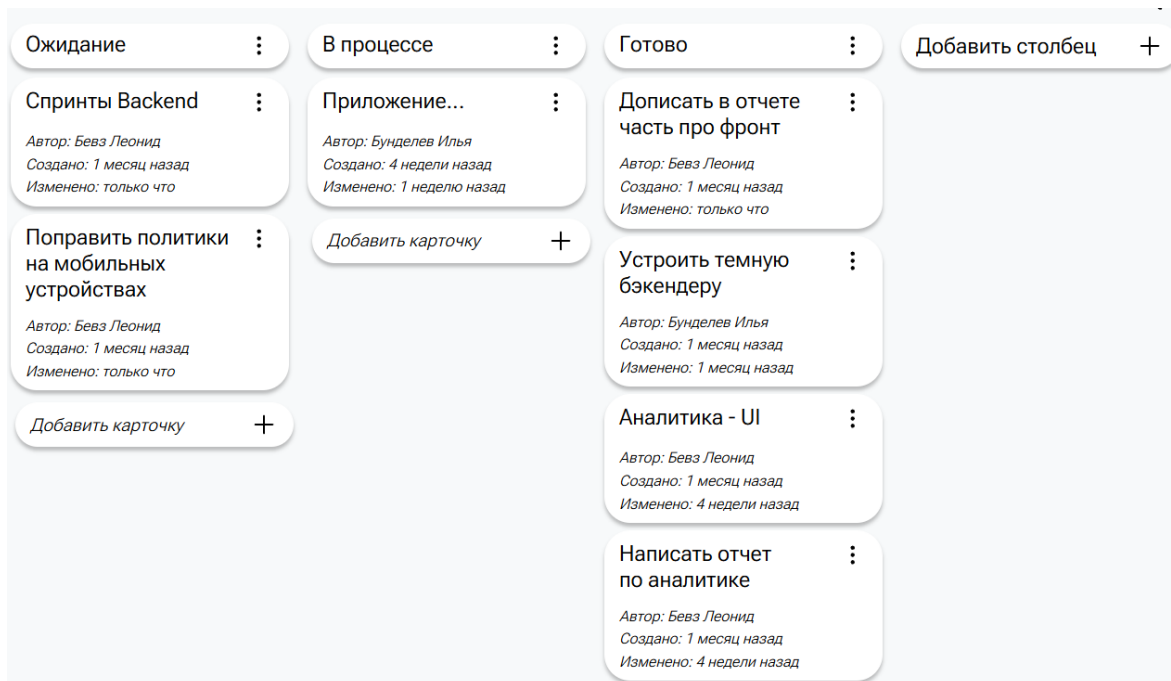 Ожидание
Спринты Backend
Автор: Бевз Леонид
Создано: 1 месяц назад
Изменено: только что
Поправить политики
на мобильных
устройствах
Автор: Бевз Леонид
Создано: 1 месяц назад
Изменено: только что
Добавить карточку
В процессе
Приложение...
Автор: Бунделев Илья
Создано: 4 недели назад
Изменено: 1 неделю назад
Добавить карточку
Готово
Дописать в отчете
часть про фронт
Автор: Бевз Леонид
Создано: 1 месяц назад
Изменено: только что
Устроить темную
бэкендеру
Автор: Бунделев Илья
Создано: 1 месяц назад
Изменено: 1 месяц назад
Аналитика - UI
Автор: Бевз Леонид
Создано: 1 месяц назад
Изменено: 4 недели назад
Написать отчет
по аналитике
Автор: Бевз Леонид
Создано: 1 месяц назад
Изменено: 4 недели назад
Добавить столбец